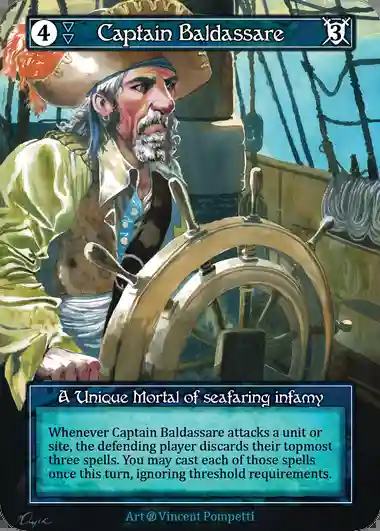 4 Captain Baldassare 3
A Unique Mortal of seafaring infamy
Whenever Captain Baldassare attacks a unit or
site, the defending player discards their topmost
three spells. You may cast each of those spells
once this turn, ignoring threshold requirements.
Art @ Vincent Pompetti